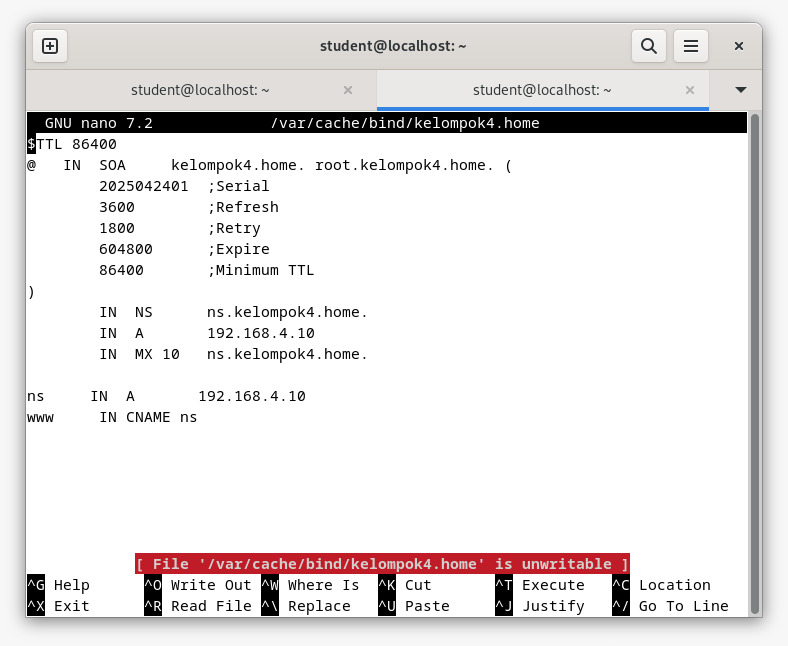 student@localhost: ~
student@localhost: ~ × student@localhost: ~ ×
GNU nano 7.2 /var/cache/bind/kelompok4.home
$TTL 86400
@ IN SOA kelompok4.home. root.kelompok4.home. (
2025042401 ;Serial
3600 ;Refresh
1800 ;Retry
604800 ;Expire
86400 ;Minimum TTL
)
IN NS ns.kelompok4.home.
IN A 192.168.4.10
IN MX 10 ns.kelompok4.home.
ns IN A 192.168.4.10
www IN CNAME ns
[ File '/var/cache/bind/kelompok4.home' is unwritable ]
^G Help ^O Write Out ^W Where Is ^K Cut ^T Execute ^C Location
^X Exit ^R Read File ^\ Replace ^U Paste ^J Justify ^/ Go To Line